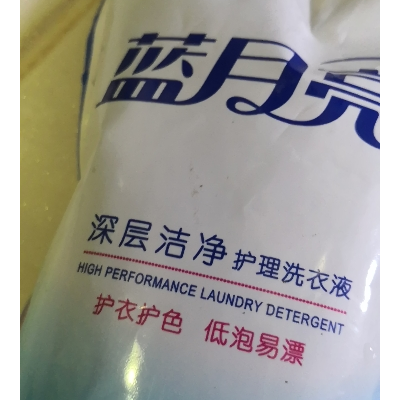 蓝月亮
深层洁净 护理洗衣液
HIGH PERFORMANCE LAUNDRY DETERGENT
护衣护色 低泡易漂